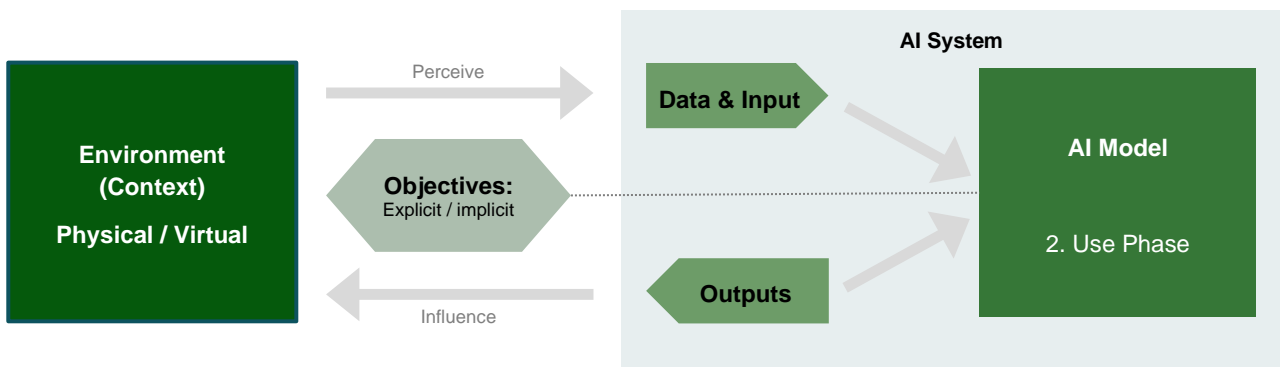 AI System
Perceive
Data & Input
Environment
(Context)
Physical / Virtual
Objectives:
Explicit / implicit
AI Model
2. Use Phase
Outputs
Influence